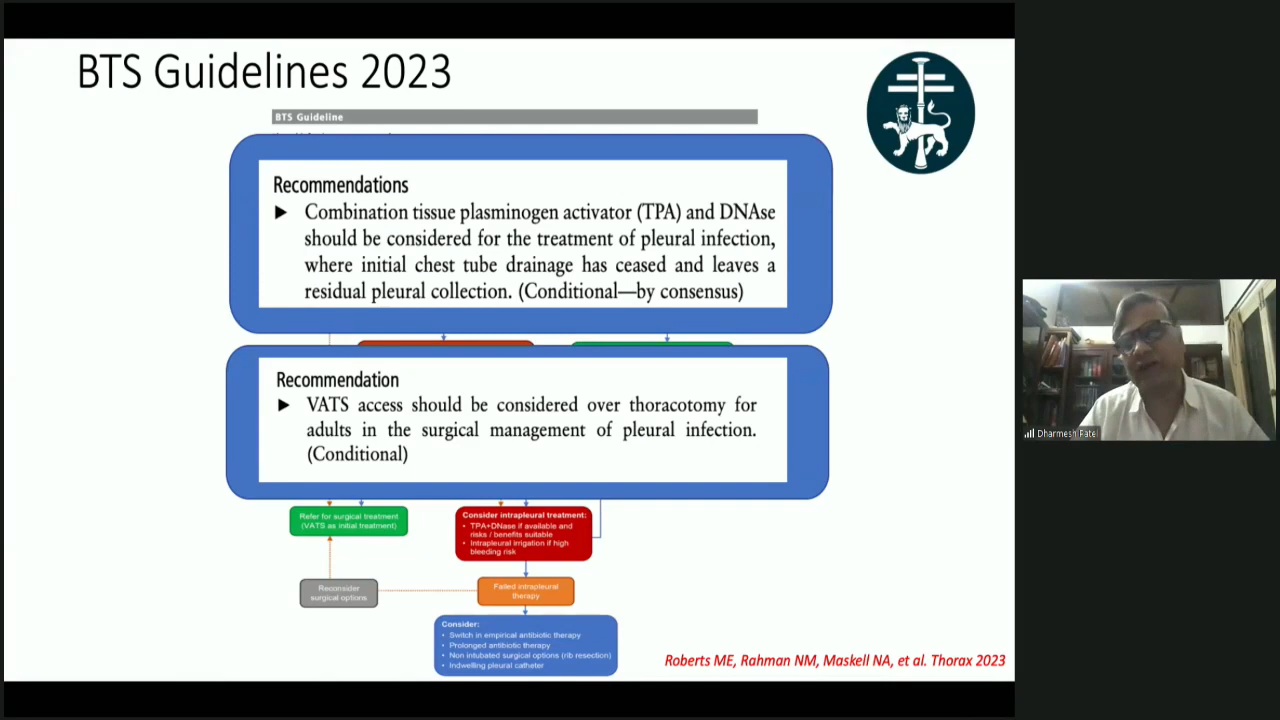 BTS Guidelines 2023
BTS Guideline
Recommendations
► Combination tissue plasminogen activator (TPA) and DNAse
should be considered for the treatment of pleural infection,
where initial chest tube drainage has ceased and leaves a
residual pleural collection. (Conditional—by consensus)
Recommendation
► VATS access should be considered over thoracotomy for
adults in the surgical management of pleural infection.
(Conditional)
Refer for surgical treatment
(VATS as initial treatment)
Consider intrapleural treatment:
• TPA+DNase if available and
risks / benefits suitable
• Intrapleural irrigation if high
bleeding risk
Reconsider
surgical options
Failed intrapleural
therapy
Consider:
• Switch in empirical antibiotic therapy
• Prolonged antibiotic therapy
• Non intubated surgical options (rib resection)
• Indwelling pleural catheter
Roberts ME, Rahman NM, Maskell NA, et al. Thorax 2023
Dharmesh Patel